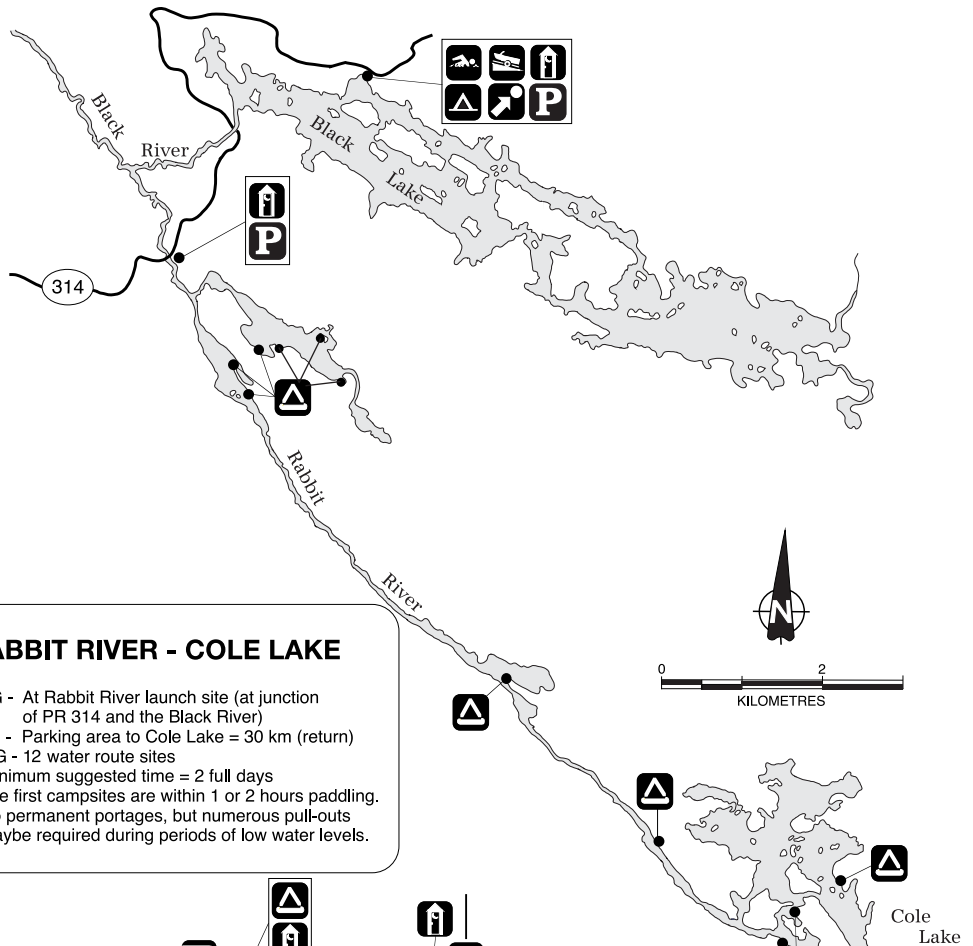 Black
River
Black
Lake
P
P
314
Rabbit
River
N
0 2
KILOMETRES
ABBIT RIVER - COLE LAKE
G - At Rabbit River launch site (at junction
of PR 314 and the Black River)
- Parking area to Cole Lake = 30 km (return)
G - 12 water route sites
nimum suggested time = 2 full days
e first campsites are within 1 or 2 hours paddling.
o permanent portages, but numerous pull-outs
aybe required during periods of low water levels.
Cole
Lake